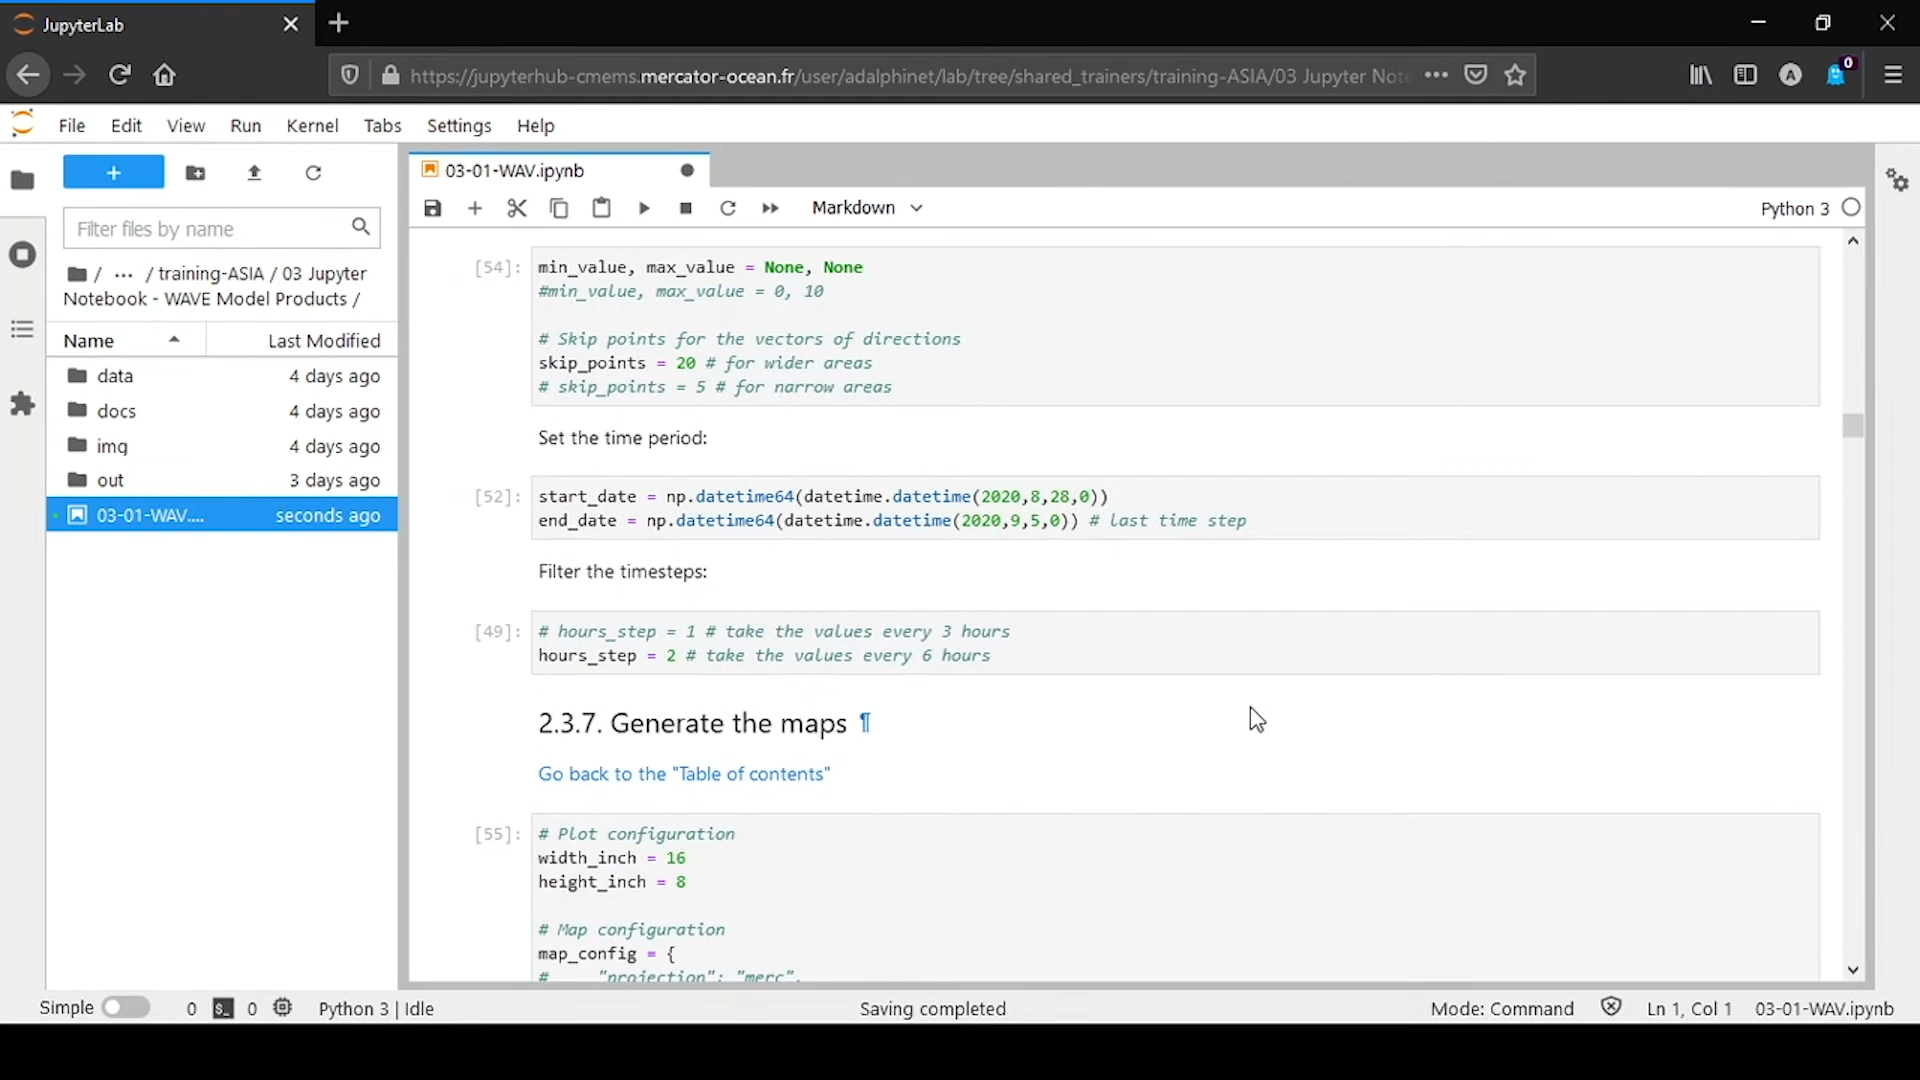 JupyterLab
https://jupyterhub-cmems.mercator-ocean.fr/user/adalphinet/lab/tree/shared_trainers/training-ASIA/03 Jupyter Note
A
0
File Edit View Run Kernel Tabs Settings Help
03-01-WAV.ipynb
Markdown
Python 3
Filter files by name
/ ... / training-ASIA / 03 Jupyter
Notebook - WAVE Model Products /
Name Last Modified
data 4 days ago
docs 4 days ago
img 4 days ago
out 3 days ago
03-01-WAV.... seconds ago
[54]: min_value, max_value = None, None
#min_value, max_value = 0, 10
# Skip points for the vectors of directions
skip_points = 20 # for wider areas
# skip_points = 5 # for narrow areas
Set the time period:
[52]: start_date = np.datetime64(datetime.datetime(2020,8,28,0))
end_date = np.datetime64(datetime.datetime(2020,9,5,0)) # last time step
Filter the timesteps:
[49]: # hours_step = 1 # take the values every 3 hours
hours_step = 2 # take the values every 6 hours
2.3.7. Generate the maps ¶
Go back to the "Table of contents"
[55]: # Plot configuration
width_inch = 16
height_inch = 8
# Map configuration
map_config = {
# "projection": "merc",
Simple 0 $_ 0 Python 3 | Idle Saving completed Mode: Command Ln 1, Col 1 03-01-WAV.ipynb